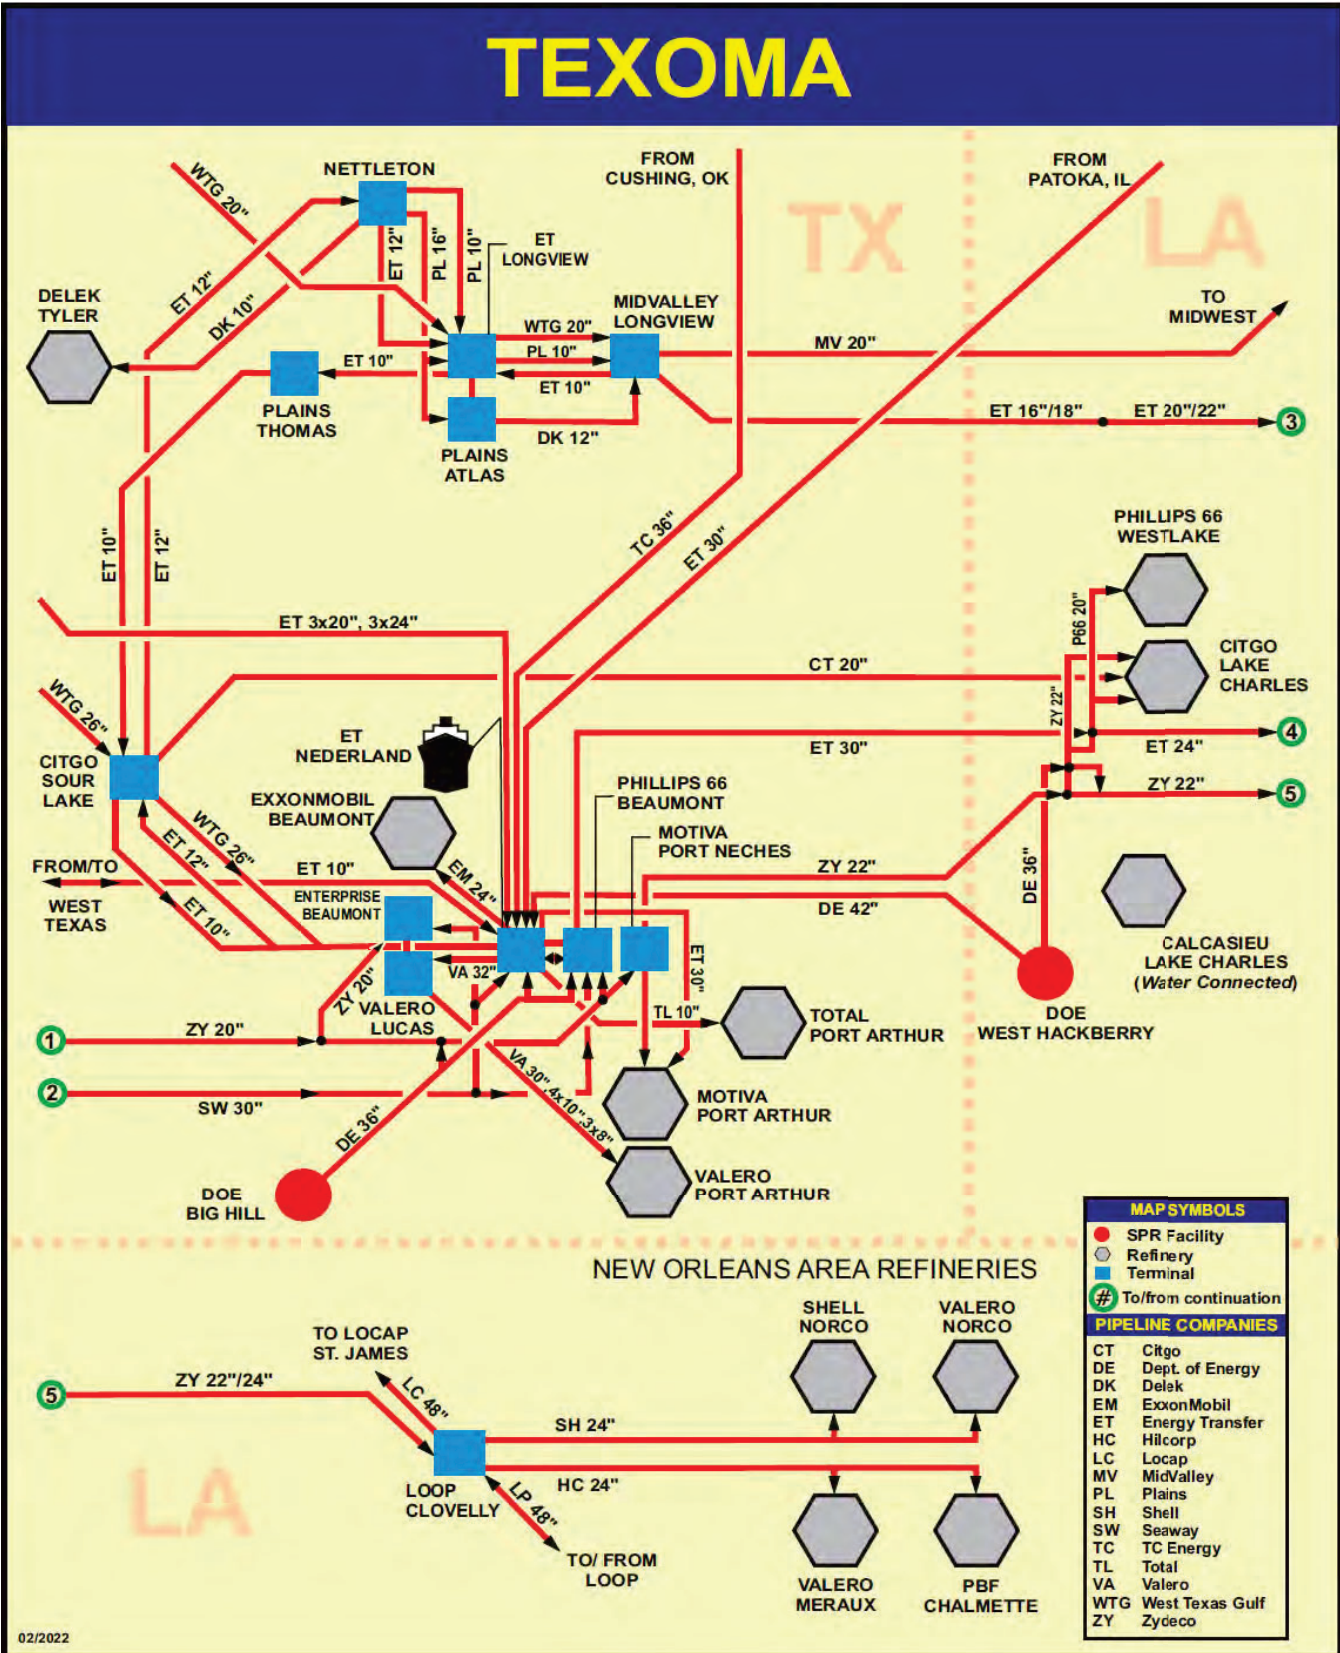 TEXOMA
TX
LA
FROM
CUSHING, OK
FROM
PATOKA, IL
NETTLETON
WTG 20"
ET 12"
DK 10"
ET 12"
PL 16"
PL 10"
ET
LONGVIEW
DELEK
TYLER
MIDVALLEY
LONGVIEW
TO
MIDWEST
WTG 20"
PL 10"
ET 10"
MV 20"
ET 10"
PLAINS
THOMAS
DK 12"
PLAINS
ATLAS
ET 16"/18"
ET 20"/22"
3
TC 36"
ET 30"
ET 10"
ET 12"
PHILLIPS 66
WESTLAKE
P66 20"
ET 3x20", 3x24"
CT 20"
CITGO
LAKE
CHARLES
ZY 22"
WTG 26"
CITGO
SOUR
LAKE
ET
NEDERLAND
EXXONMOBIL
BEAUMONT
ET 30"
ET 24"
4
PHILLIPS 66
BEAUMONT
ZY 22"
5
MOTIVA
PORT NECHES
WTG 26"
ET 12"
FROM/TO
WEST
TEXAS
ET 10"
ET 10"
EM 24"
ENTERPRISE
BEAUMONT
ZY 22"
DE 42"
DE 36"
CALCASIEU
LAKE CHARLES
(Water Connected)
ET 30"
VA 32"
ZY 20"
VALERO
LUCAS
TL 10"
TOTAL
PORT ARTHUR
DOE
WEST HACKBERRY
1
ZY 20"
2
SW 30"
VA 30",4x10",3x8"
MOTIVA
PORT ARTHUR
DE 36"
VALERO
PORT ARTHUR
DOE
BIG HILL
MAP SYMBOLS
SPR Facility
Refinery
Terminal
# To/from continuation
PIPELINE COMPANIES
CT Citgo
DE Dept. of Energy
DK Delek
EM ExxonMobil
ET Energy Transfer
HC Hilcorp
LC Locap
MV MidValley
PL Plains
SH Shell
SW Seaway
TC TC Energy
TL Total
VA Valero
WTG West Texas Gulf
ZY Zydeco
NEW ORLEANS AREA REFINERIES
SHELL
NORCO
VALERO
NORCO
TO LOCAP
ST. JAMES
5
ZY 22"/24"
LC 48"
SH 24"
HC 24"
LOOP
CLOVELLY
LP 48"
TO/ FROM
LOOP
VALERO
MERAUX
PBF
CHALMETTE
LA
02/2022